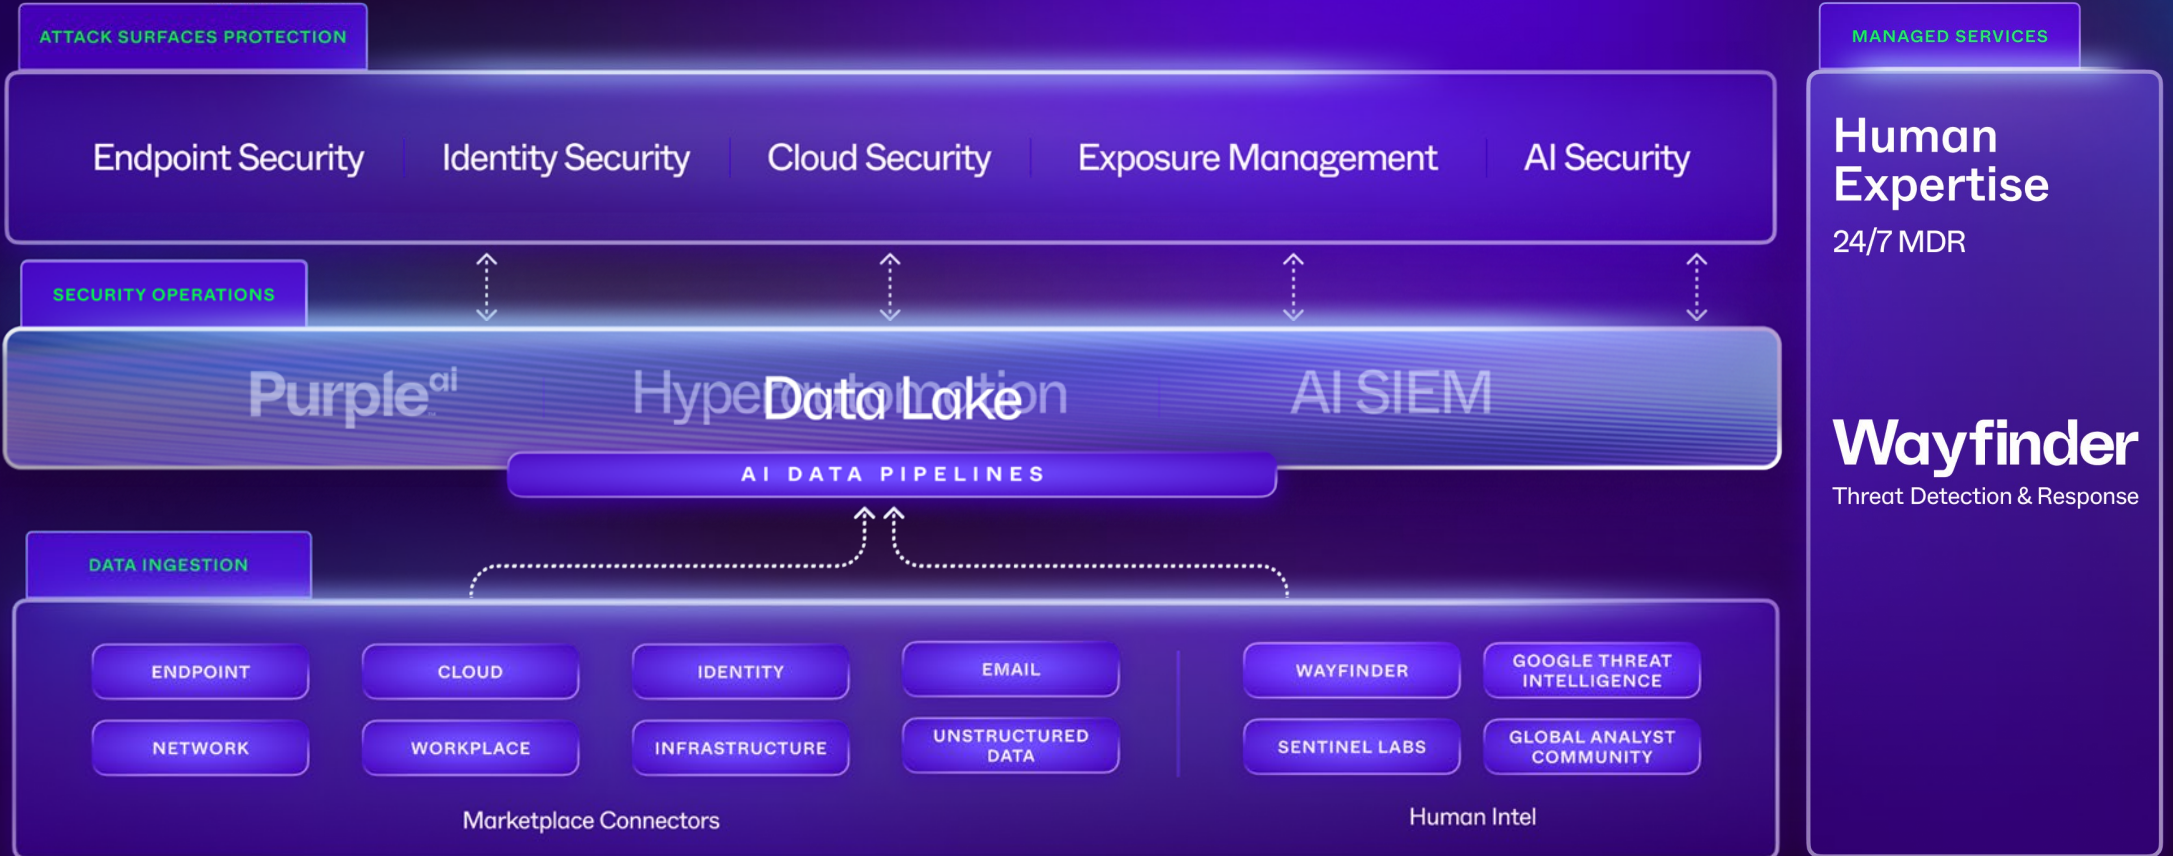 ATTACK SURFACES PROTECTION
Endpoint Security
Identity Security
Cloud Security
Exposure Management
AI Security
SECURITY OPERATIONS
Purple ai
Hyperautomation
Data Lake
AI SIEM
AI DATA PIPELINES
DATA INGESTION
ENDPOINT
CLOUD
IDENTITY
EMAIL
NETWORK
WORKPLACE
INFRASTRUCTURE
UNSTRUCTURED
DATA
Marketplace Connectors
WAYFINDER
GOOGLE THREAT
INTELLIGENCE
SENTINEL LABS
GLOBAL ANALYST
COMMUNITY
Human Intel
MANAGED SERVICES
Human
Expertise
24/7 MDR
Wayfinder
Threat Detection & Response